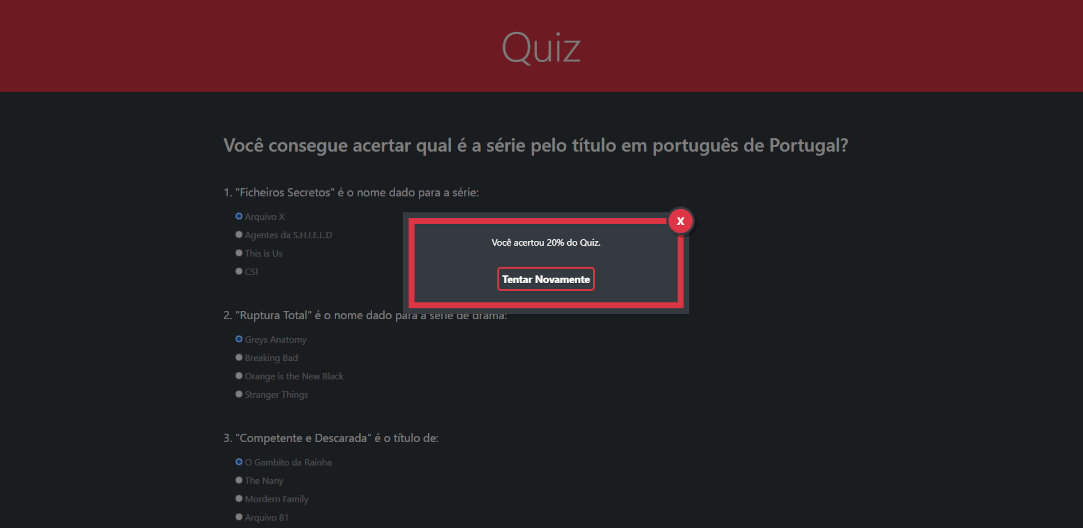 Quiz
Você consegue acertar qual é a série pelo título em português de Portugal?
1. "Ficheiros Secretos" é o nome dado para a série:
Arquivo X
Agentes da S.H.I.E.L.D
This is Us
CSI
X
Você acertou 20% do Quiz.
Tentar Novamente
2. "Ruptura Total" é o nome dado para a série de drama:
Greys Anatomy
Breaking Bad
Orange is the New Black
Stranger Things
3. "Competente e Descarada" é o título de:
O Gambito da Rainha
The Nany
Mordern Family
Arquivo 81